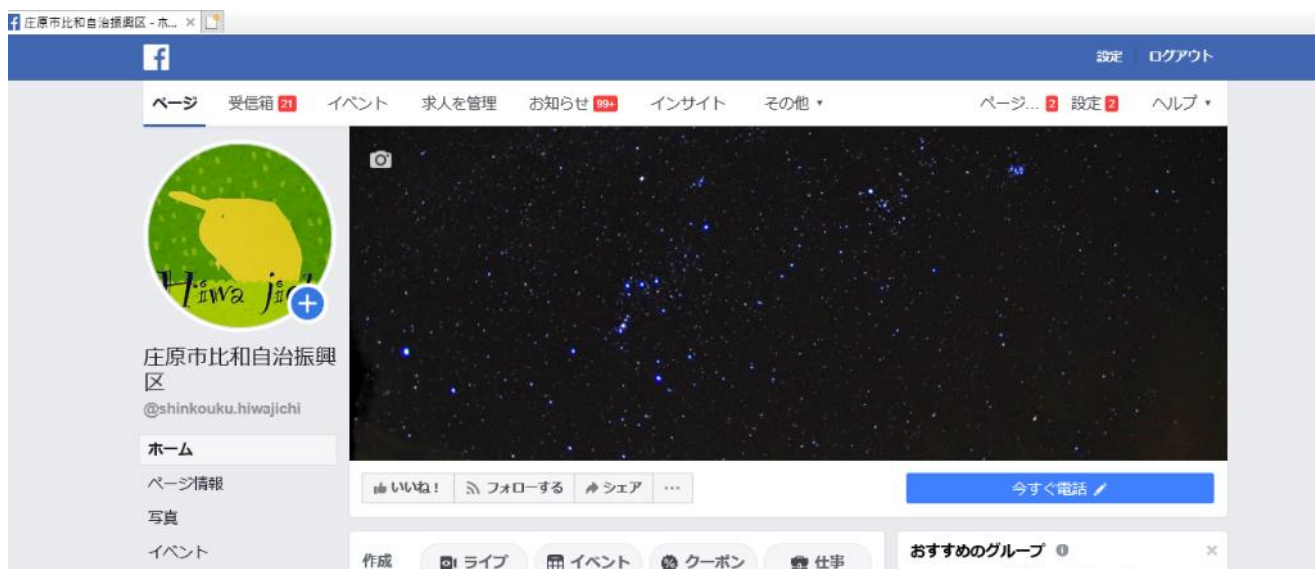 庄原市比和自治振興区 - ホ...
設定 ログアウト
ページ 受信箱 21 イベント 求人を管理 お知らせ 99+ インサイト その他 ページ... 2 設定 2 ヘルプ
Hiwa
庄原市比和自治振興
区
@shinkouku.hiwajichi
ホーム
ページ情報
写真
イベント
いいね! フォローする シェア ...
今すぐ電話
作成 ライブ イベント クーポン 仕事
おすすめのグループ